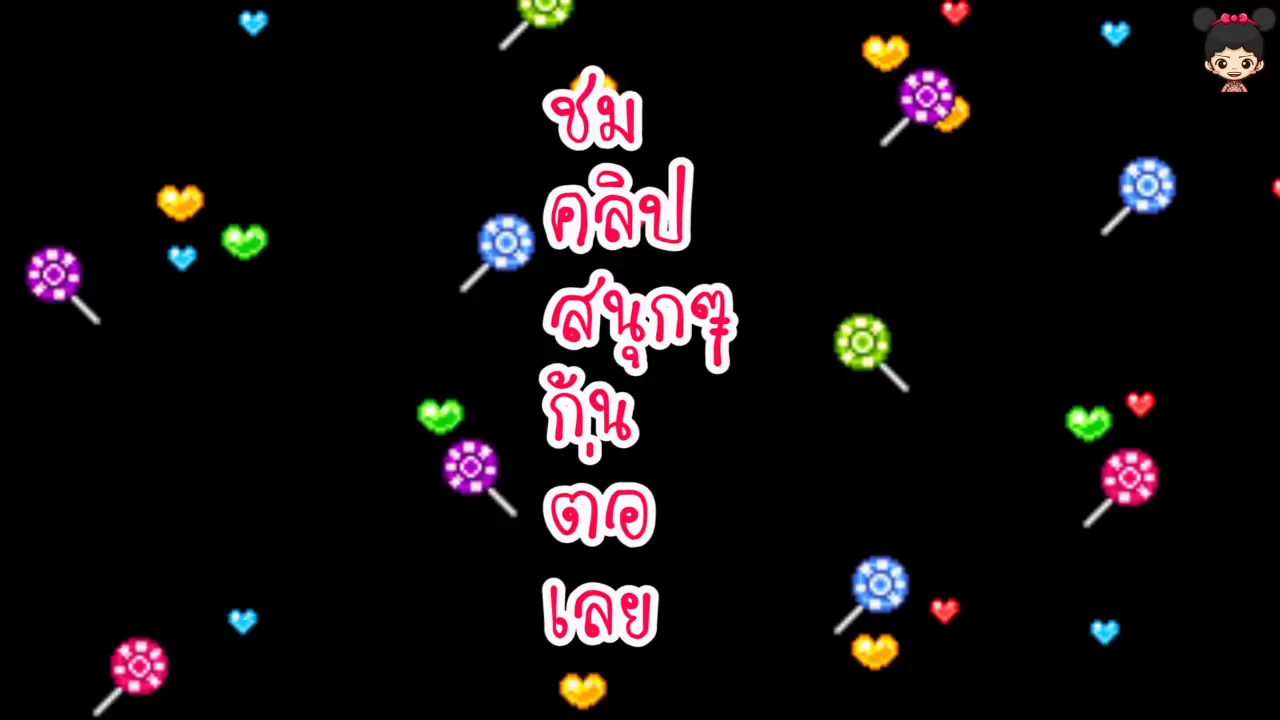 ชม
คลิป
สนุกๆ
กุ้น
ตอ
เลย